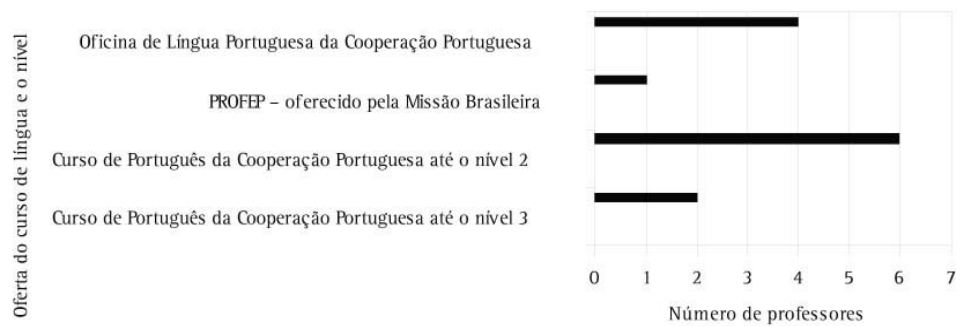 Oferta do curso de língua e o nível
Oficina de Língua Portuguesa da Cooperação Portuguesa
PROFEP – oferecido pela Missão Brasileira
Curso de Português da Cooperação Portuguesa até o nível 2
Curso de Português da Cooperação Portuguesa até o nível 3
0 1 2 3 4 5 6 7
Número de professores